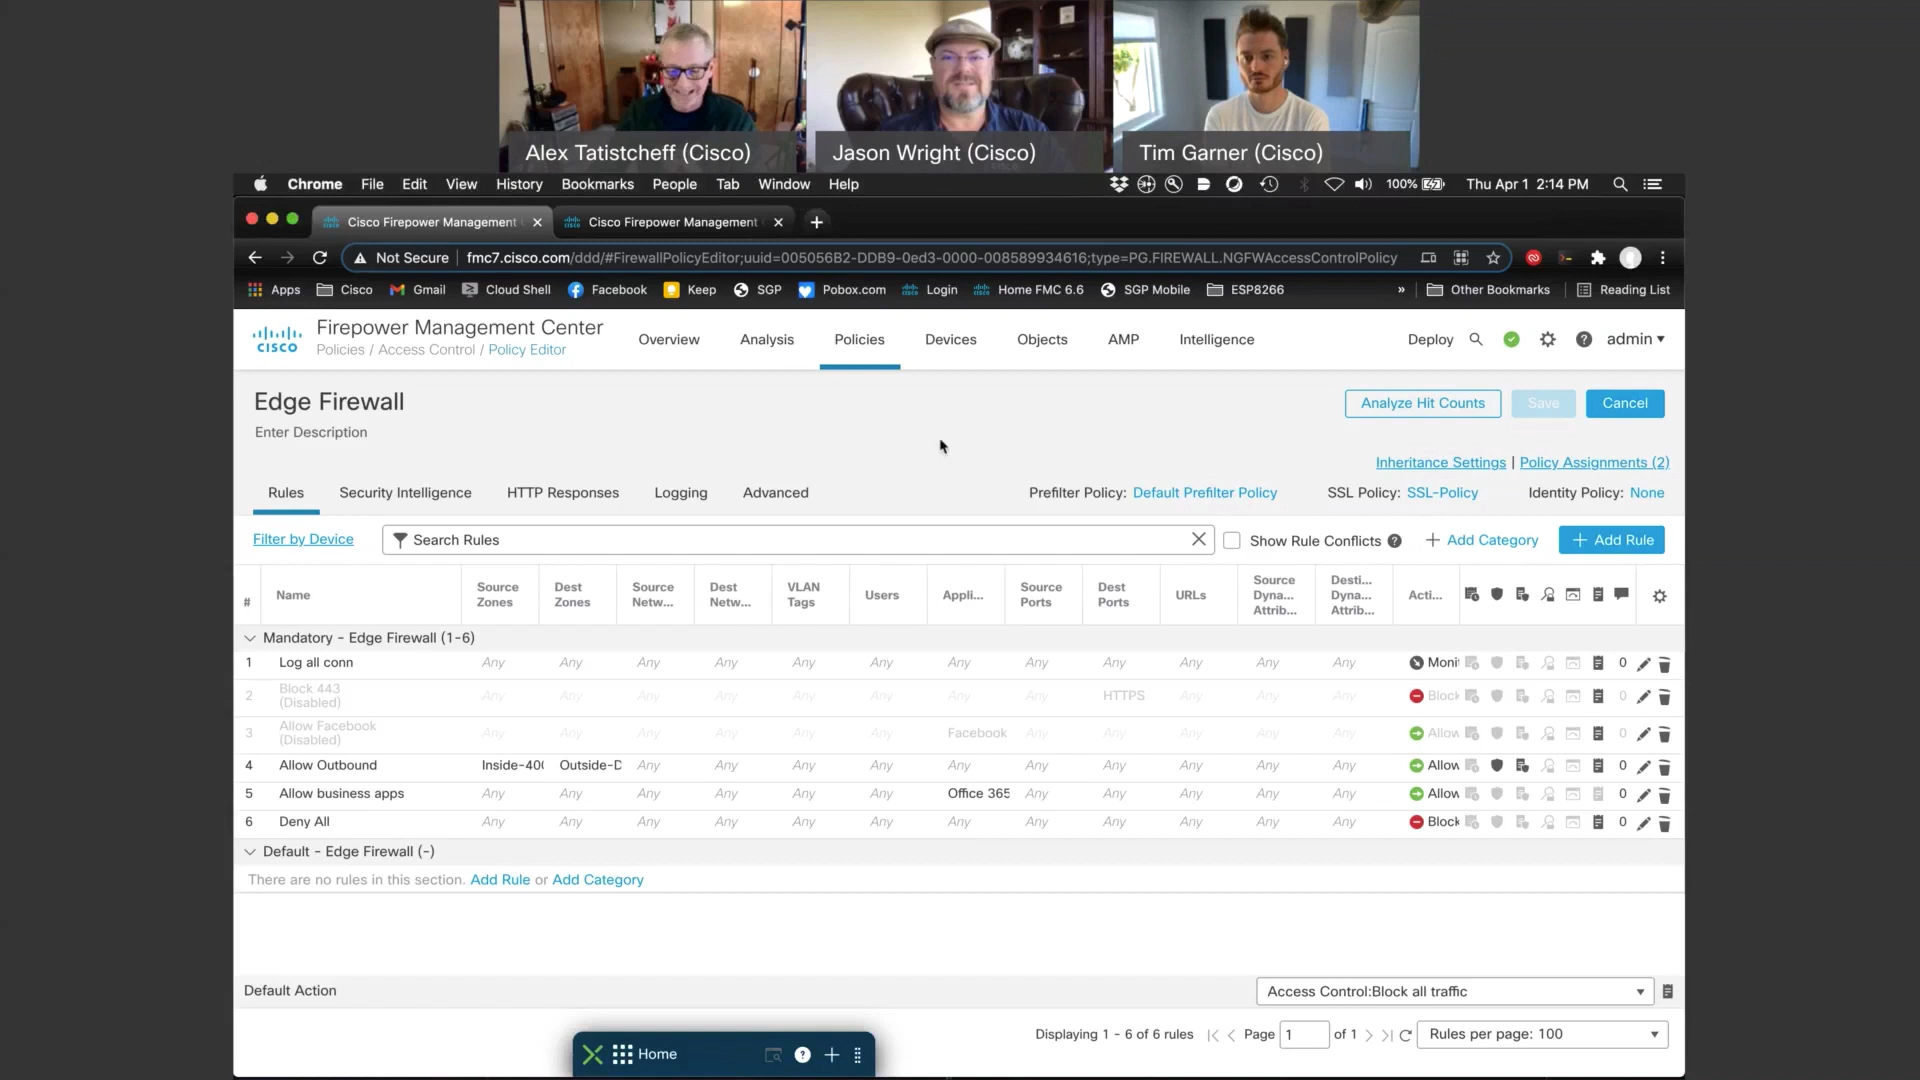 Alex Tatistcheff (Cisco)
Jason Wright (Cisco)
Tim Garner (Cisco)
Chrome File Edit View History Bookmarks People Tab Window Help
100% Thu Apr 1 2:14 PM
Cisco Firepower Management
Cisco Firepower Management
Not Secure | fmc7.cisco.com/ddd/#FirewallPolicyEditor;uuid=005056B2-DDB9-0ed3-0000-008589934616;type=PG.FIREWALL.NGFWAccessControlPolicy
Apps Cisco Gmail Cloud Shell Facebook Keep SGP Pobox.com Login Home FMC 6.6 SGP Mobile ESP8266 » Other Bookmarks Reading List
CISCO
Firepower Management Center
Policies / Access Control / Policy Editor
Overview Analysis Policies Devices Objects AMP Intelligence Deploy admin
Edge Firewall
Enter Description
Analyze Hit Counts Save Cancel
Inheritance Settings | Policy Assignments (2)
Rules Security Intelligence HTTP Responses Logging Advanced
Prefilter Policy: Default Prefilter Policy SSL Policy: SSL-Policy Identity Policy: None
Filter by Device Search Rules Show Rule Conflicts + Add Category + Add Rule
# Name Source Zones Dest Zones Source Netw... Dest Netw... VLAN Tags Users Appli... Source Ports Dest Ports URLs Source Dyna... Attrib... Desti... Dyna... Attrib... Acti...
Mandatory - Edge Firewall (1-6)
1 Log all conn Any Any Any Any Any Any Any Any Any Any Any Any Moni 0
2 Block 443 (Disabled) Any Any Any Any Any Any Any Any HTTPS Any Any Any Block 0
3 Allow Facebook (Disabled) Any Any Any Any Any Any Facebook Any Any Any Any Any Allow 0
4 Allow Outbound Inside-40( Outside-D Any Any Any Any Any Any Any Any Any Any Allow 0
5 Allow business apps Any Any Any Any Any Any Office 365 Any Any Any Any Any Allow 0
6 Deny All Any Any Any Any Any Any Any Any Any Any Any Any Block 0
Default - Edge Firewall (-)
There are no rules in this section. Add Rule or Add Category
Default Action
Access Control:Block all traffic
Displaying 1 - 6 of 6 rules Page 1 of 1 Rules per page: 100
Home